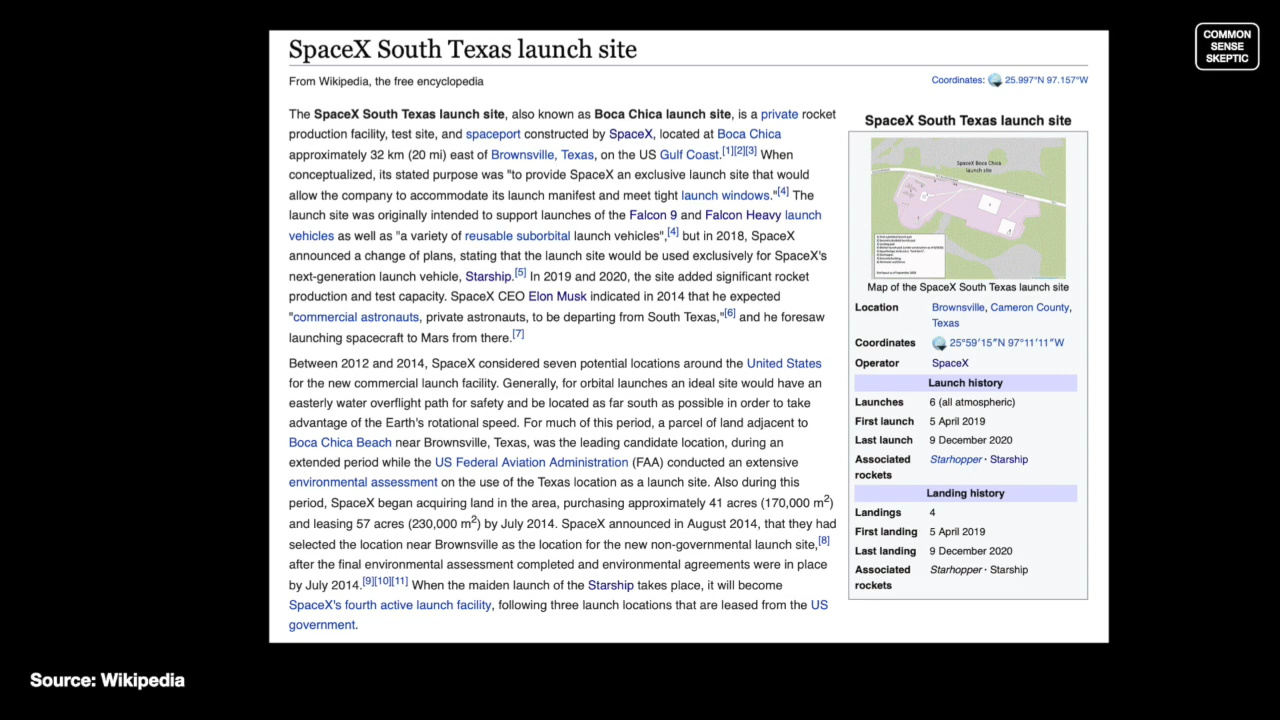 COMMON
SENSE
SKEPTIC
SpaceX South Texas launch site
From Wikipedia, the free encyclopedia
Coordinates: 25.997°N 97.157°W
The SpaceX South Texas launch site, also known as Boca Chica launch site, is a private rocket
production facility, test site, and spaceport constructed by SpaceX, located at Boca Chica
approximately 32 km (20 mi) east of Brownsville, Texas, on the US Gulf Coast.[1][2][3] When
conceptualized, its stated purpose was "to provide SpaceX an exclusive launch site that would
allow the company to accommodate its launch manifest and meet tight launch windows."[4] The
launch site was originally intended to support launches of the Falcon 9 and Falcon Heavy launch
vehicles as well as "a variety of reusable suborbital launch vehicles",[4] but in 2018, SpaceX
announced a change of plans, stating that the launch site would be used exclusively for SpaceX's
next-generation launch vehicle, Starship.[5] In 2019 and 2020, the site added significant rocket
production and test capacity. SpaceX CEO Elon Musk indicated in 2014 that he expected
"commercial astronauts, private astronauts, to be departing from South Texas,"[6] and he foresaw
launching spacecraft to Mars from there.[7]
Between 2012 and 2014, SpaceX considered seven potential locations around the United States
for the new commercial launch facility. Generally, for orbital launches an ideal site would have an
easterly water overflight path for safety and be located as far south as possible in order to take
advantage of the Earth's rotational speed. For much of this period, a parcel of land adjacent to
Boca Chica Beach near Brownsville, Texas, was the leading candidate location, during an
extended period while the US Federal Aviation Administration (FAA) conducted an extensive
environmental assessment on the use of the Texas location as a launch site. Also during this
period, SpaceX began acquiring land in the area, purchasing approximately 41 acres (170,000 m²)
and leasing 57 acres (230,000 m²) by July 2014. SpaceX announced in August 2014, that they had
selected the location near Brownsville as the location for the new non-governmental launch site,[8]
after the final environmental assessment completed and environmental agreements were in place
by July 2014.[9][10][11] When the maiden launch of the Starship takes place, it will become
SpaceX's fourth active launch facility, following three launch locations that are leased from the US
government.
SpaceX South Texas launch site
SpaceX Boca Chica
launch site
Map of the SpaceX South Texas launch site
Location Brownsville, Cameron County,
Texas
Coordinates 25°59′15″N 97°11′11″W
Operator SpaceX
Launch history
Launches 6 (all atmospheric)
First launch 5 April 2019
Last launch 9 December 2020
Associated Starhopper · Starship
rockets
Landing history
Landings 4
First landing 5 April 2019
Last landing 9 December 2020
Associated Starhopper · Starship
rockets
Source: Wikipedia